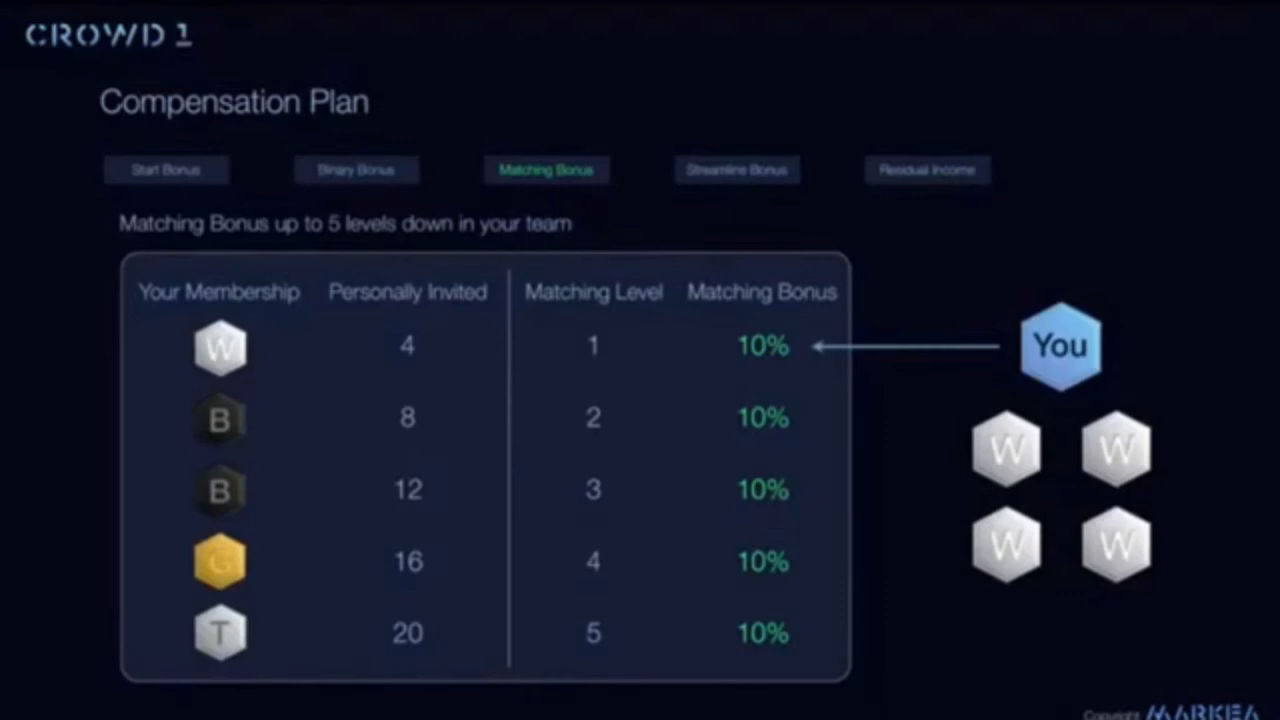 CROWD 1
Compensation Plan
Start Bonus Binary Bonus Matching Bonus Streamline Bonus Residual Income
Matching Bonus up to 5 levels down in your team
Your Membership Personally Invited Matching Level Matching Bonus
W 4 1 10% You
B 8 2 10%
W W
B 12 3 10%
W W
G 16 4 10%
T 20 5 10%
Copyright MARKEA